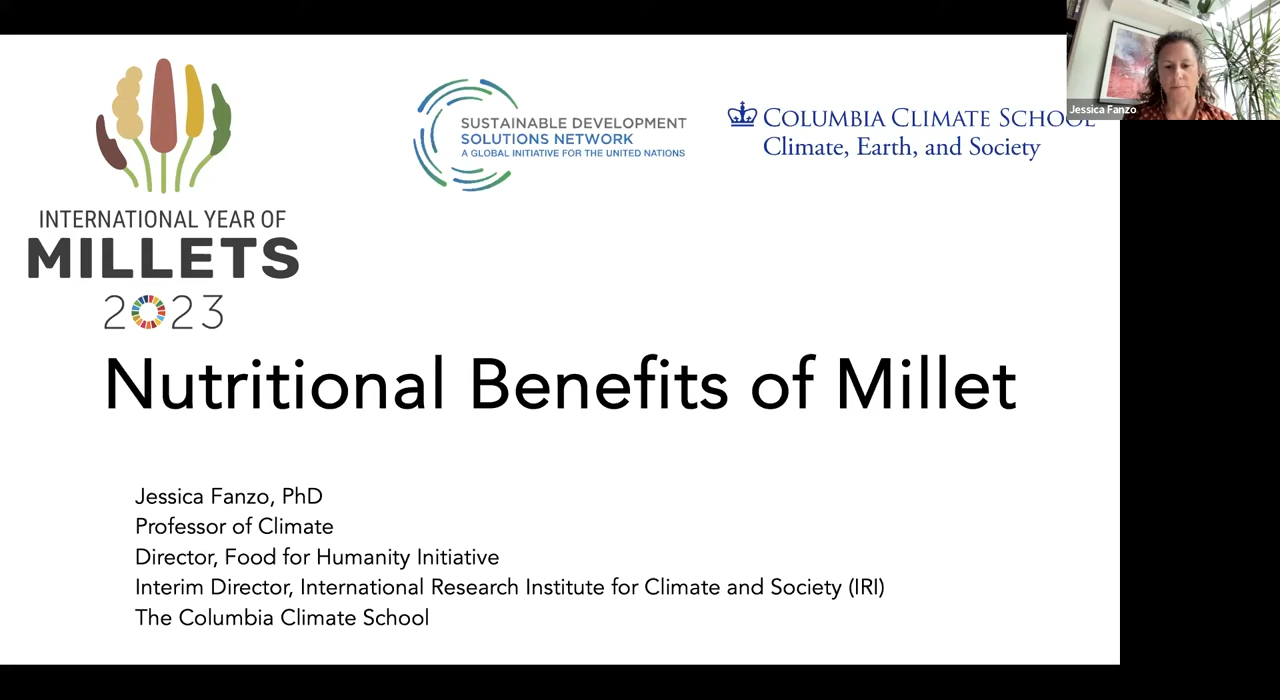 INTERNATIONAL YEAR OF
MILLETS
2023
SUSTAINABLE DEVELOPMENT
SOLUTIONS NETWORK
A GLOBAL INITIATIVE FOR THE UNITED NATIONS
COLUMBIA CLIMATE SCHOOL
Climate, Earth, and Society
Jessica Fanzo
Nutritional Benefits of Millet
Jessica Fanzo, PhD
Professor of Climate
Director, Food for Humanity Initiative
Interim Director, International Research Institute for Climate and Society (IRI)
The Columbia Climate School